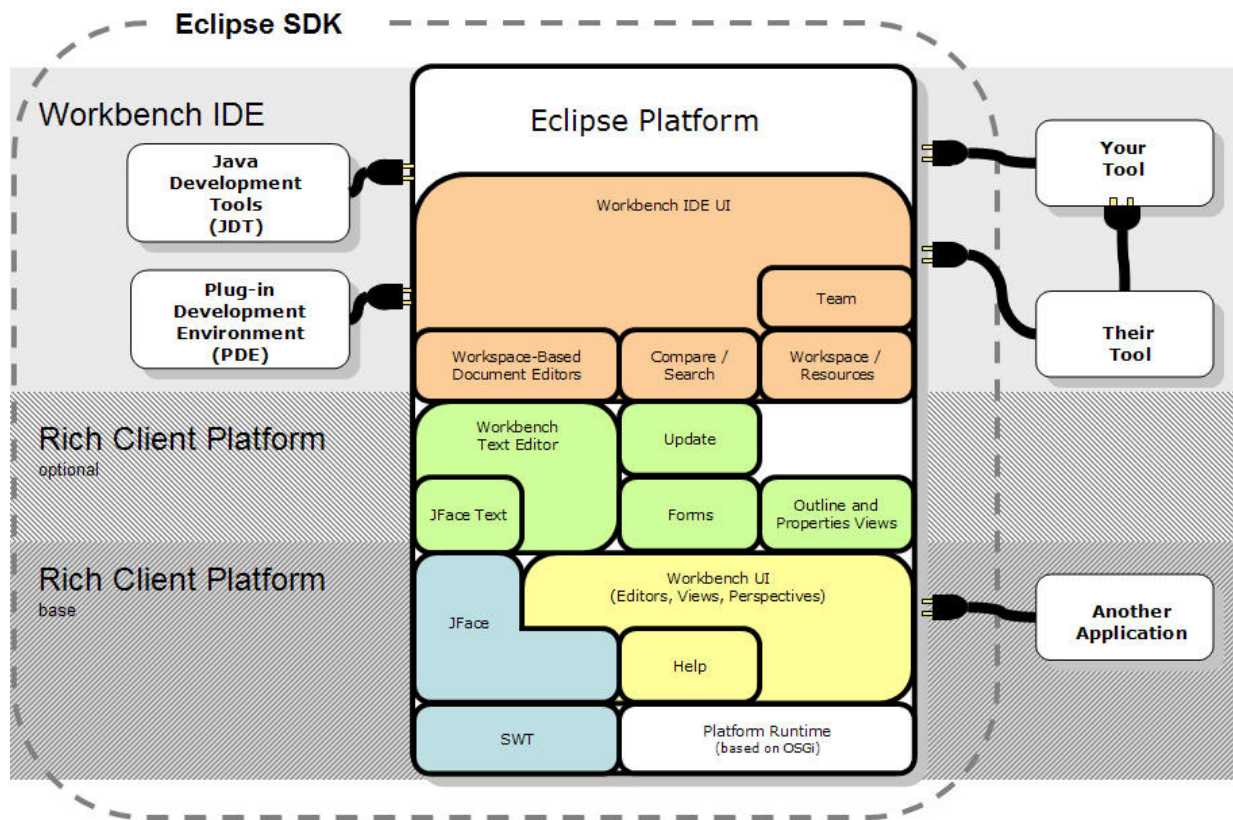 Eclipse SDK
Workbench IDE
Eclipse Platform
Java
Development
Tools
(JDT)
Your
Tool
Workbench IDE UI
Plug-in
Development
Environment
(PDE)
Team
Their
Tool
Workspace-Based
Document Editors
Compare /
Search
Workspace /
Resources
Rich Client Platform
optional
Workbench
Text Editor
Update
JFace Text
Forms
Outline and
Properties Views
Rich Client Platform
base
Workbench UI
(Editors, Views, Perspectives)
JFace
Help
Another
Application
SWT
Platform Runtime
(based on OSGi)